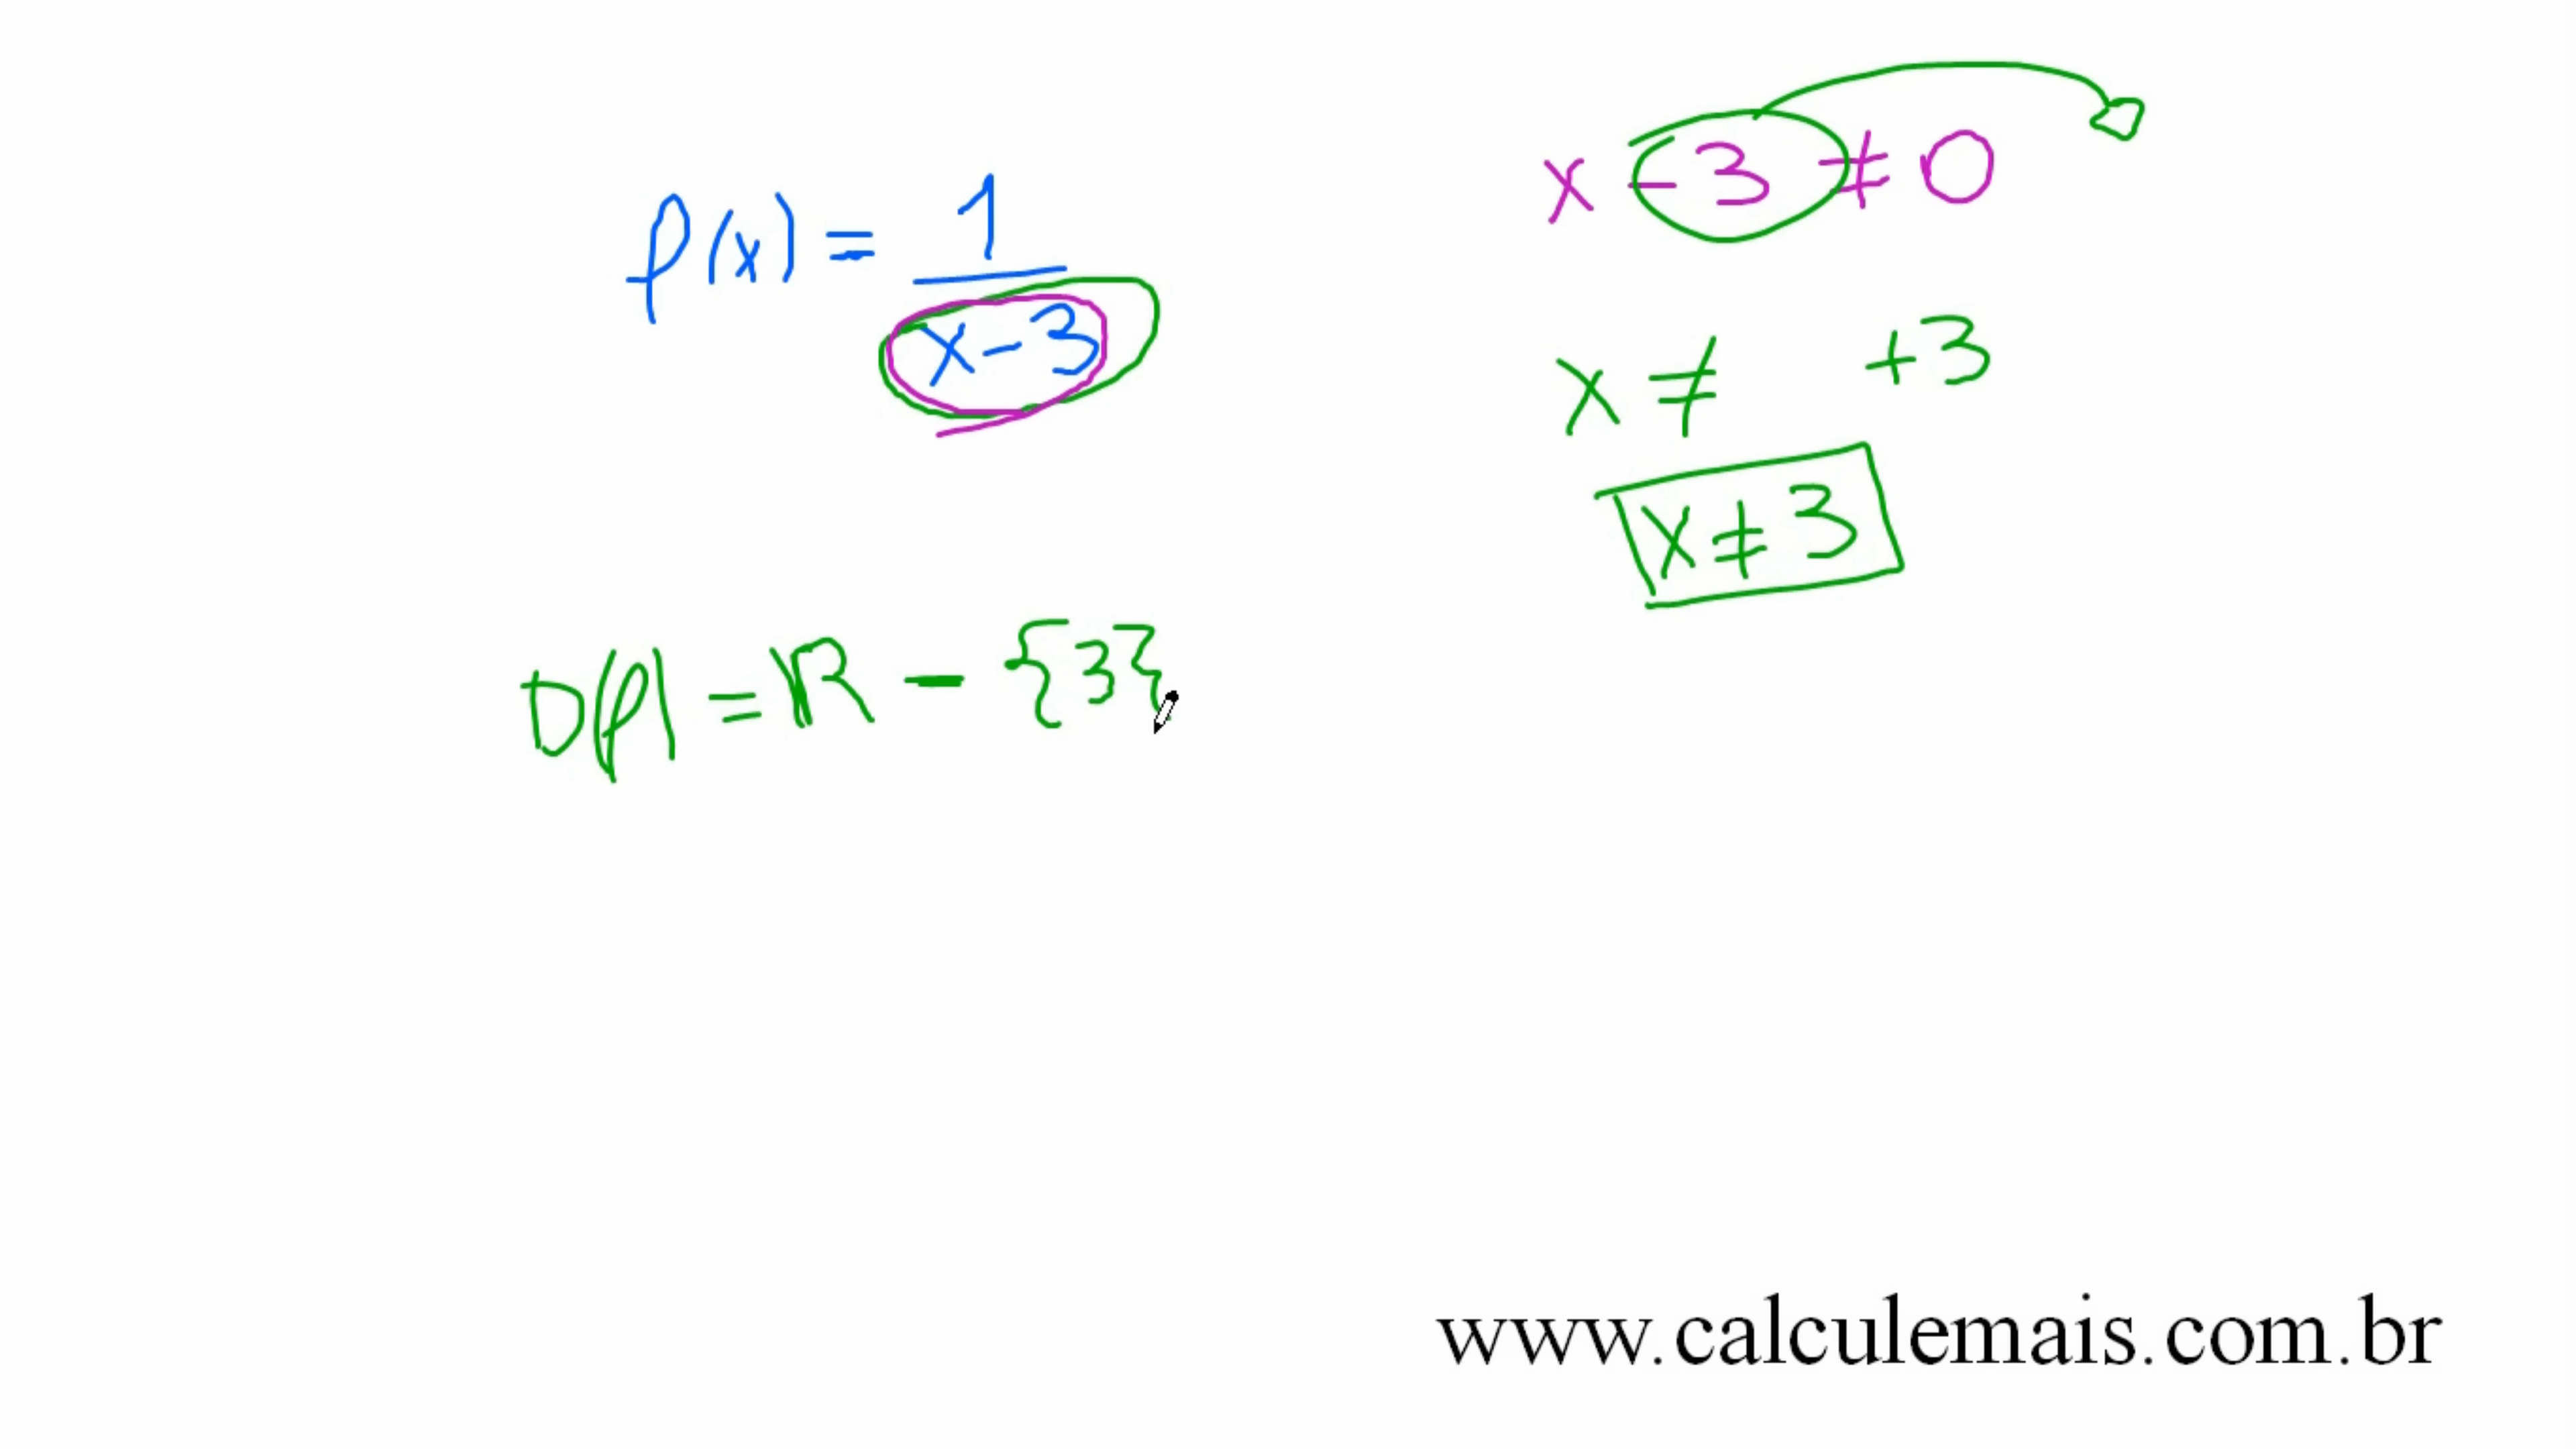 f(x) = 1
x - 3
D(f) = ℝ - {3}
x - 3 ≠ 0
x ≠ +3
x ≠ 3
www.calculemais.com.br